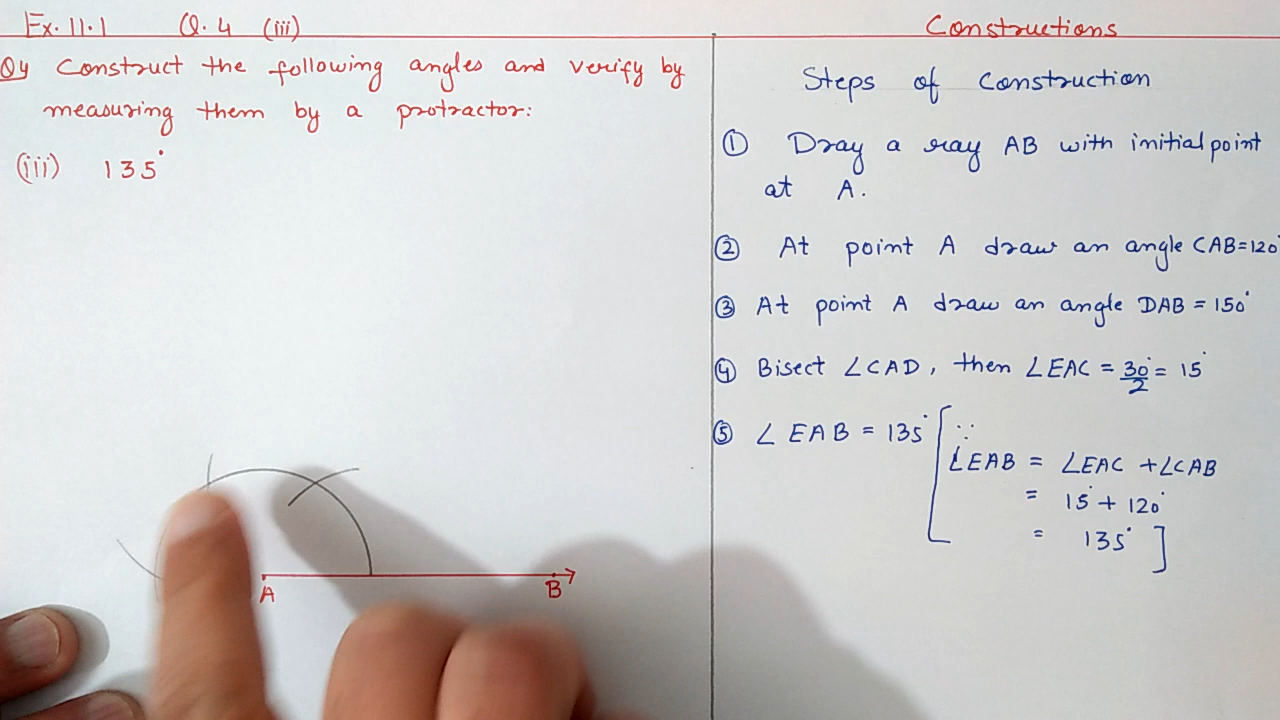 Ex. 11.1 Q. 4 (iii)
Q4 Construct the following angles and verify by
measuring them by a protractor:
(iii) 135°
A B
Constructions
Steps of Construction
① Dray a ray AB with initial point
at A.
② At point A draw an angle CAB=120°
③ At point A draw an angle DAB = 150°
④ Bisect ∠CAD, then ∠EAC = 30°/2 = 15°
⑤ ∠EAB = 135° [∵
∠EAB = ∠EAC + ∠CAB
= 15° + 120°
= 135° ]